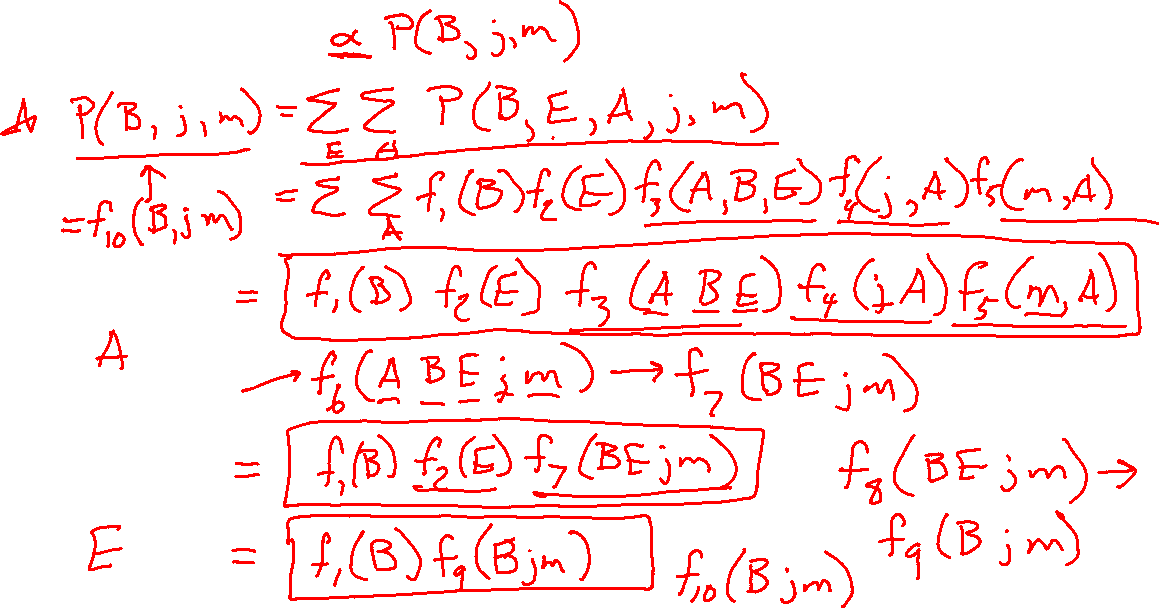 ∝ P(B, j, m)
A P(B, j, m) = Σ_E Σ_A P(B, E, A, j, m)
= f₁₀(B, j m) = Σ Σ_A f₁(B) f₂(E) f₃(A, B, E) f₄(j, A) f₅(m, A)
= f₁(B) f₂(E) f₃(A B E) f₄(j A) f₅(m, A)
A
→ f₆(A B E j m) → f₇(B E j m)
= f₁(B) f₂(E) f₇(B E j m) f₈(B E j m) →
f₉(B j m)
E = f₁(B) f₉(B j m) f₁₀(B j m)